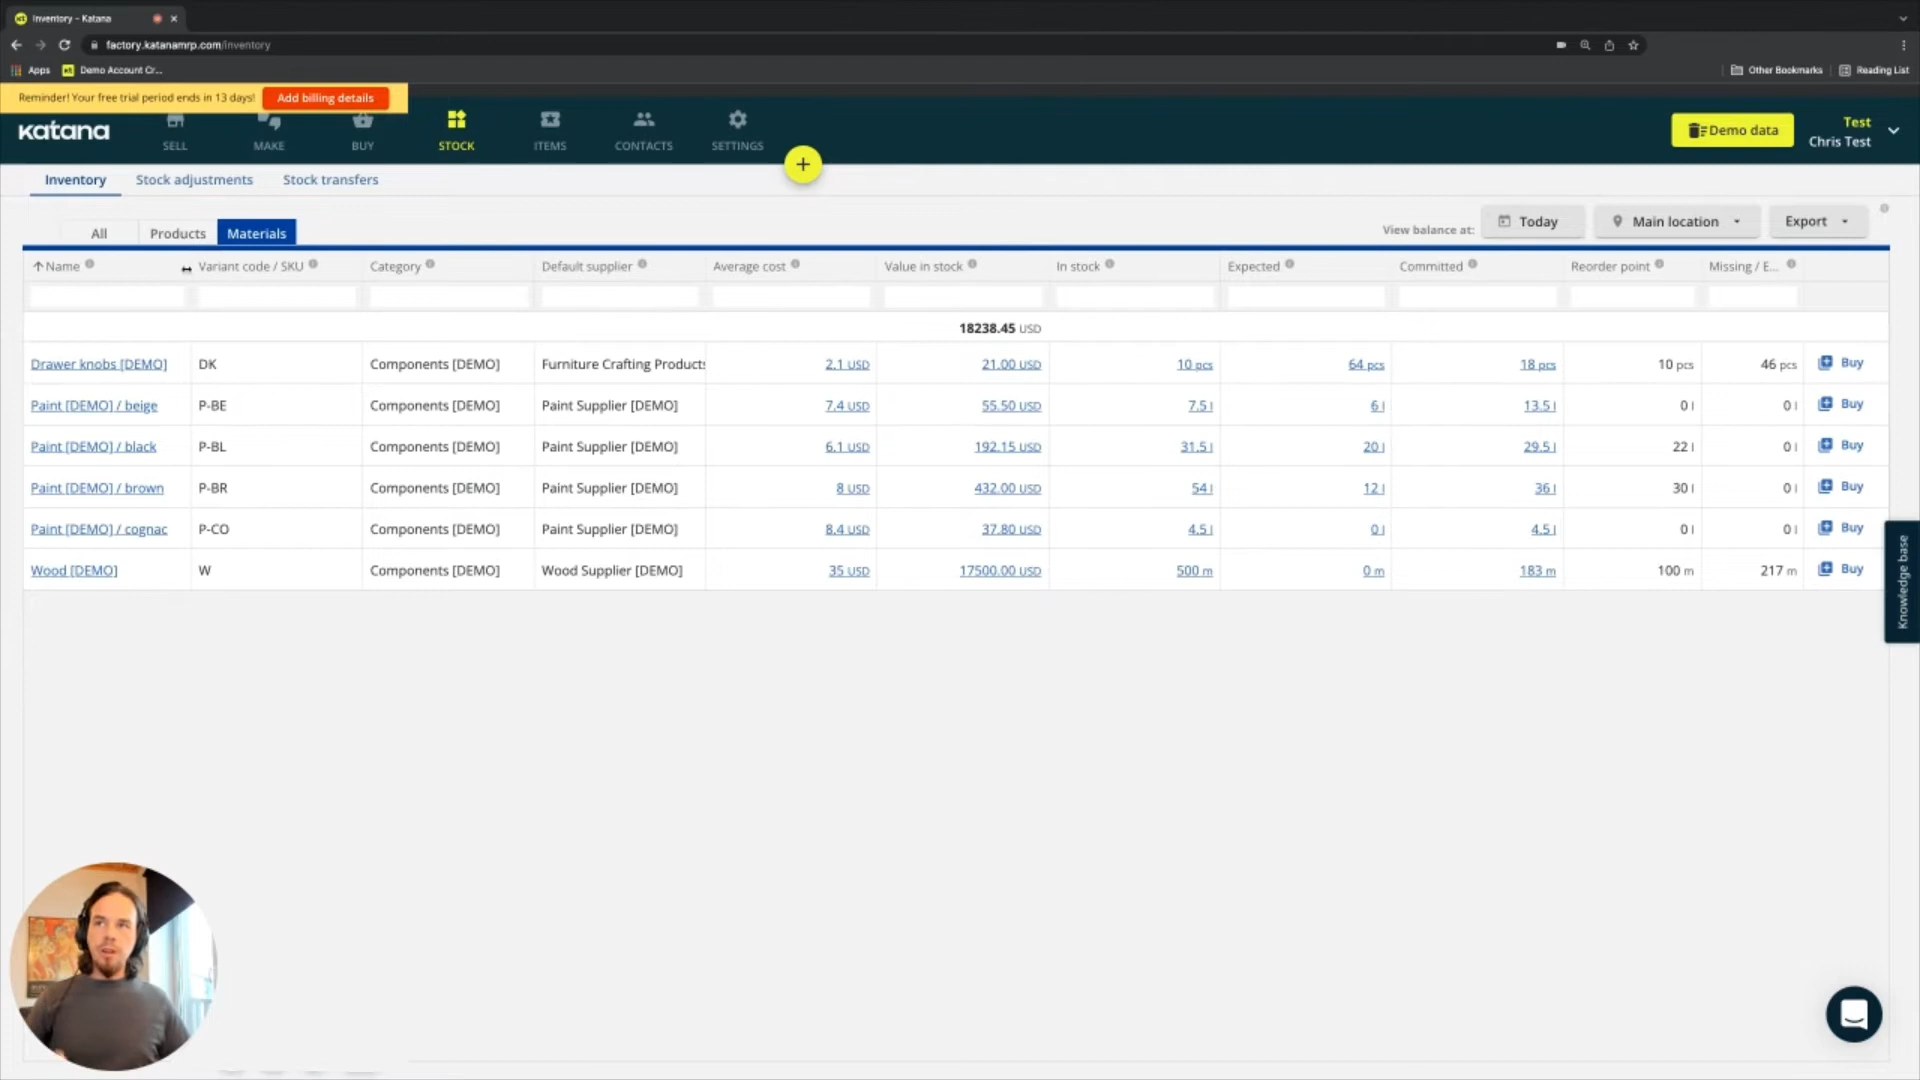 Inventory - Katana
factory.katanamrp.com/inventory
Apps
Demo Account Cr...
Other Bookmarks
Reading List
Reminder! Your free trial period ends in 13 days!
Add billing details
katana
SELL
MAKE
BUY
STOCK
ITEMS
CONTACTS
SETTINGS
+
Demo data
Test
Chris Test
Inventory
Stock adjustments
Stock transfers
All
Products
Materials
View balance at:
Today
Main location
Export
Name Variant code / SKU Category Default supplier Average cost Value in stock In stock Expected Committed Reorder point Missing / E...
18238.45 USD
Drawer knobs [DEMO] DK Components [DEMO] Furniture Crafting Products 2.1 USD 21.00 USD 10 pcs 64 pcs 18 pcs 10 pcs 46 pcs Buy
Paint [DEMO] / beige P-BE Components [DEMO] Paint Supplier [DEMO] 7.4 USD 55.50 USD 7.5 l 6 l 13.5 l 0 l 0 l Buy
Paint [DEMO] / black P-BL Components [DEMO] Paint Supplier [DEMO] 6.1 USD 192.15 USD 31.5 l 20 l 29.5 l 22 l 0 l Buy
Paint [DEMO] / brown P-BR Components [DEMO] Paint Supplier [DEMO] 8 USD 432.00 USD 54 l 12 l 36 l 30 l 0 l Buy
Paint [DEMO] / cognac P-CO Components [DEMO] Paint Supplier [DEMO] 8.4 USD 37.80 USD 4.5 l 0 l 4.5 l 0 l 0 l Buy
Wood [DEMO] W Components [DEMO] Wood Supplier [DEMO] 35 USD 17500.00 USD 500 m 0 m 183 m 100 m 217 m Buy
Knowledge base